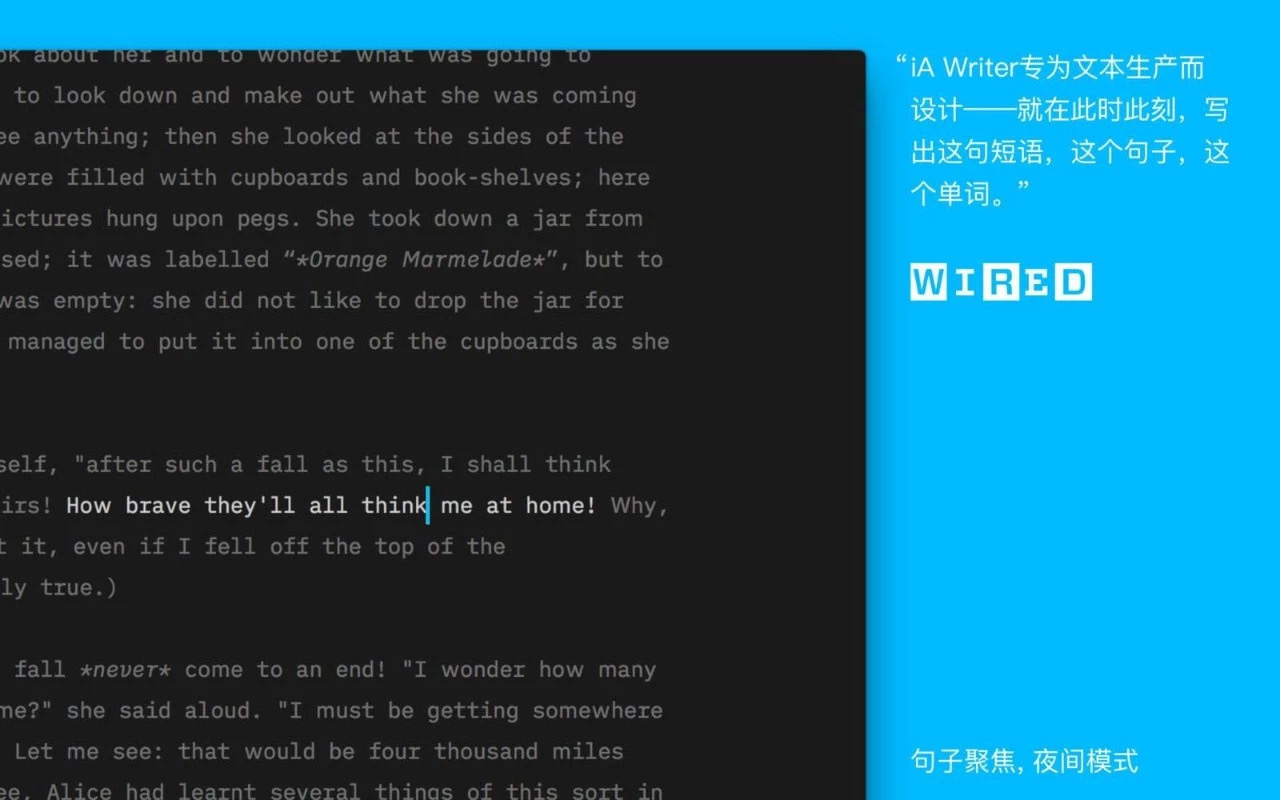 ok about her and to wonder what was going to
to look down and make out what she was coming
ee anything; then she looked at the sides of the
were filled with cupboards and book-shelves; here
ictures hung upon pegs. She took down a jar from
sed; it was labelled “*Orange Marmelade*”, but to
was empty: she did not like to drop the jar for
managed to put it into one of the cupboards as she
self, "after such a fall as this, I shall think
irs! How brave they'll all think me at home! Why,
t it, even if I fell off the top of the
ly true.)
fall *never* come to an end! "I wonder how many
me?" she said aloud. "I must be getting somewhere
Let me see: that would be four thousand miles
ee, Alice had learnt several things of this sort in
“iA Writer专为文本生产而
设计——就在此时此刻，写
出这句短语，这个句子，这
个单词。”
WIRED
句子聚焦, 夜间模式